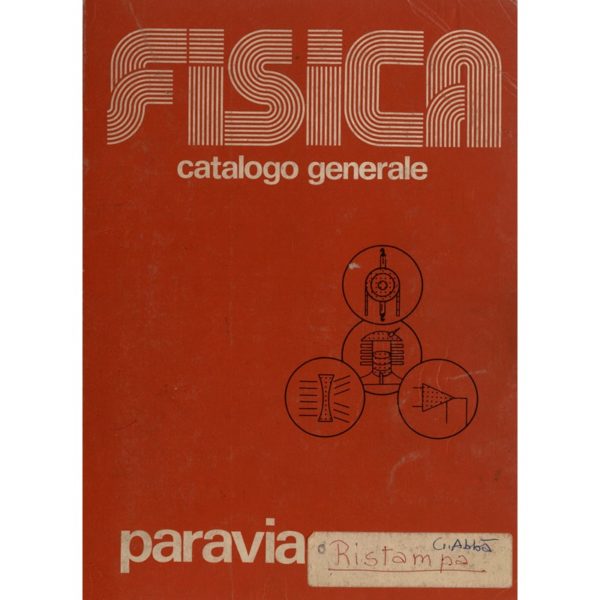 FISICA
catalogo generale
paravia
G. Abbà
Ristampa